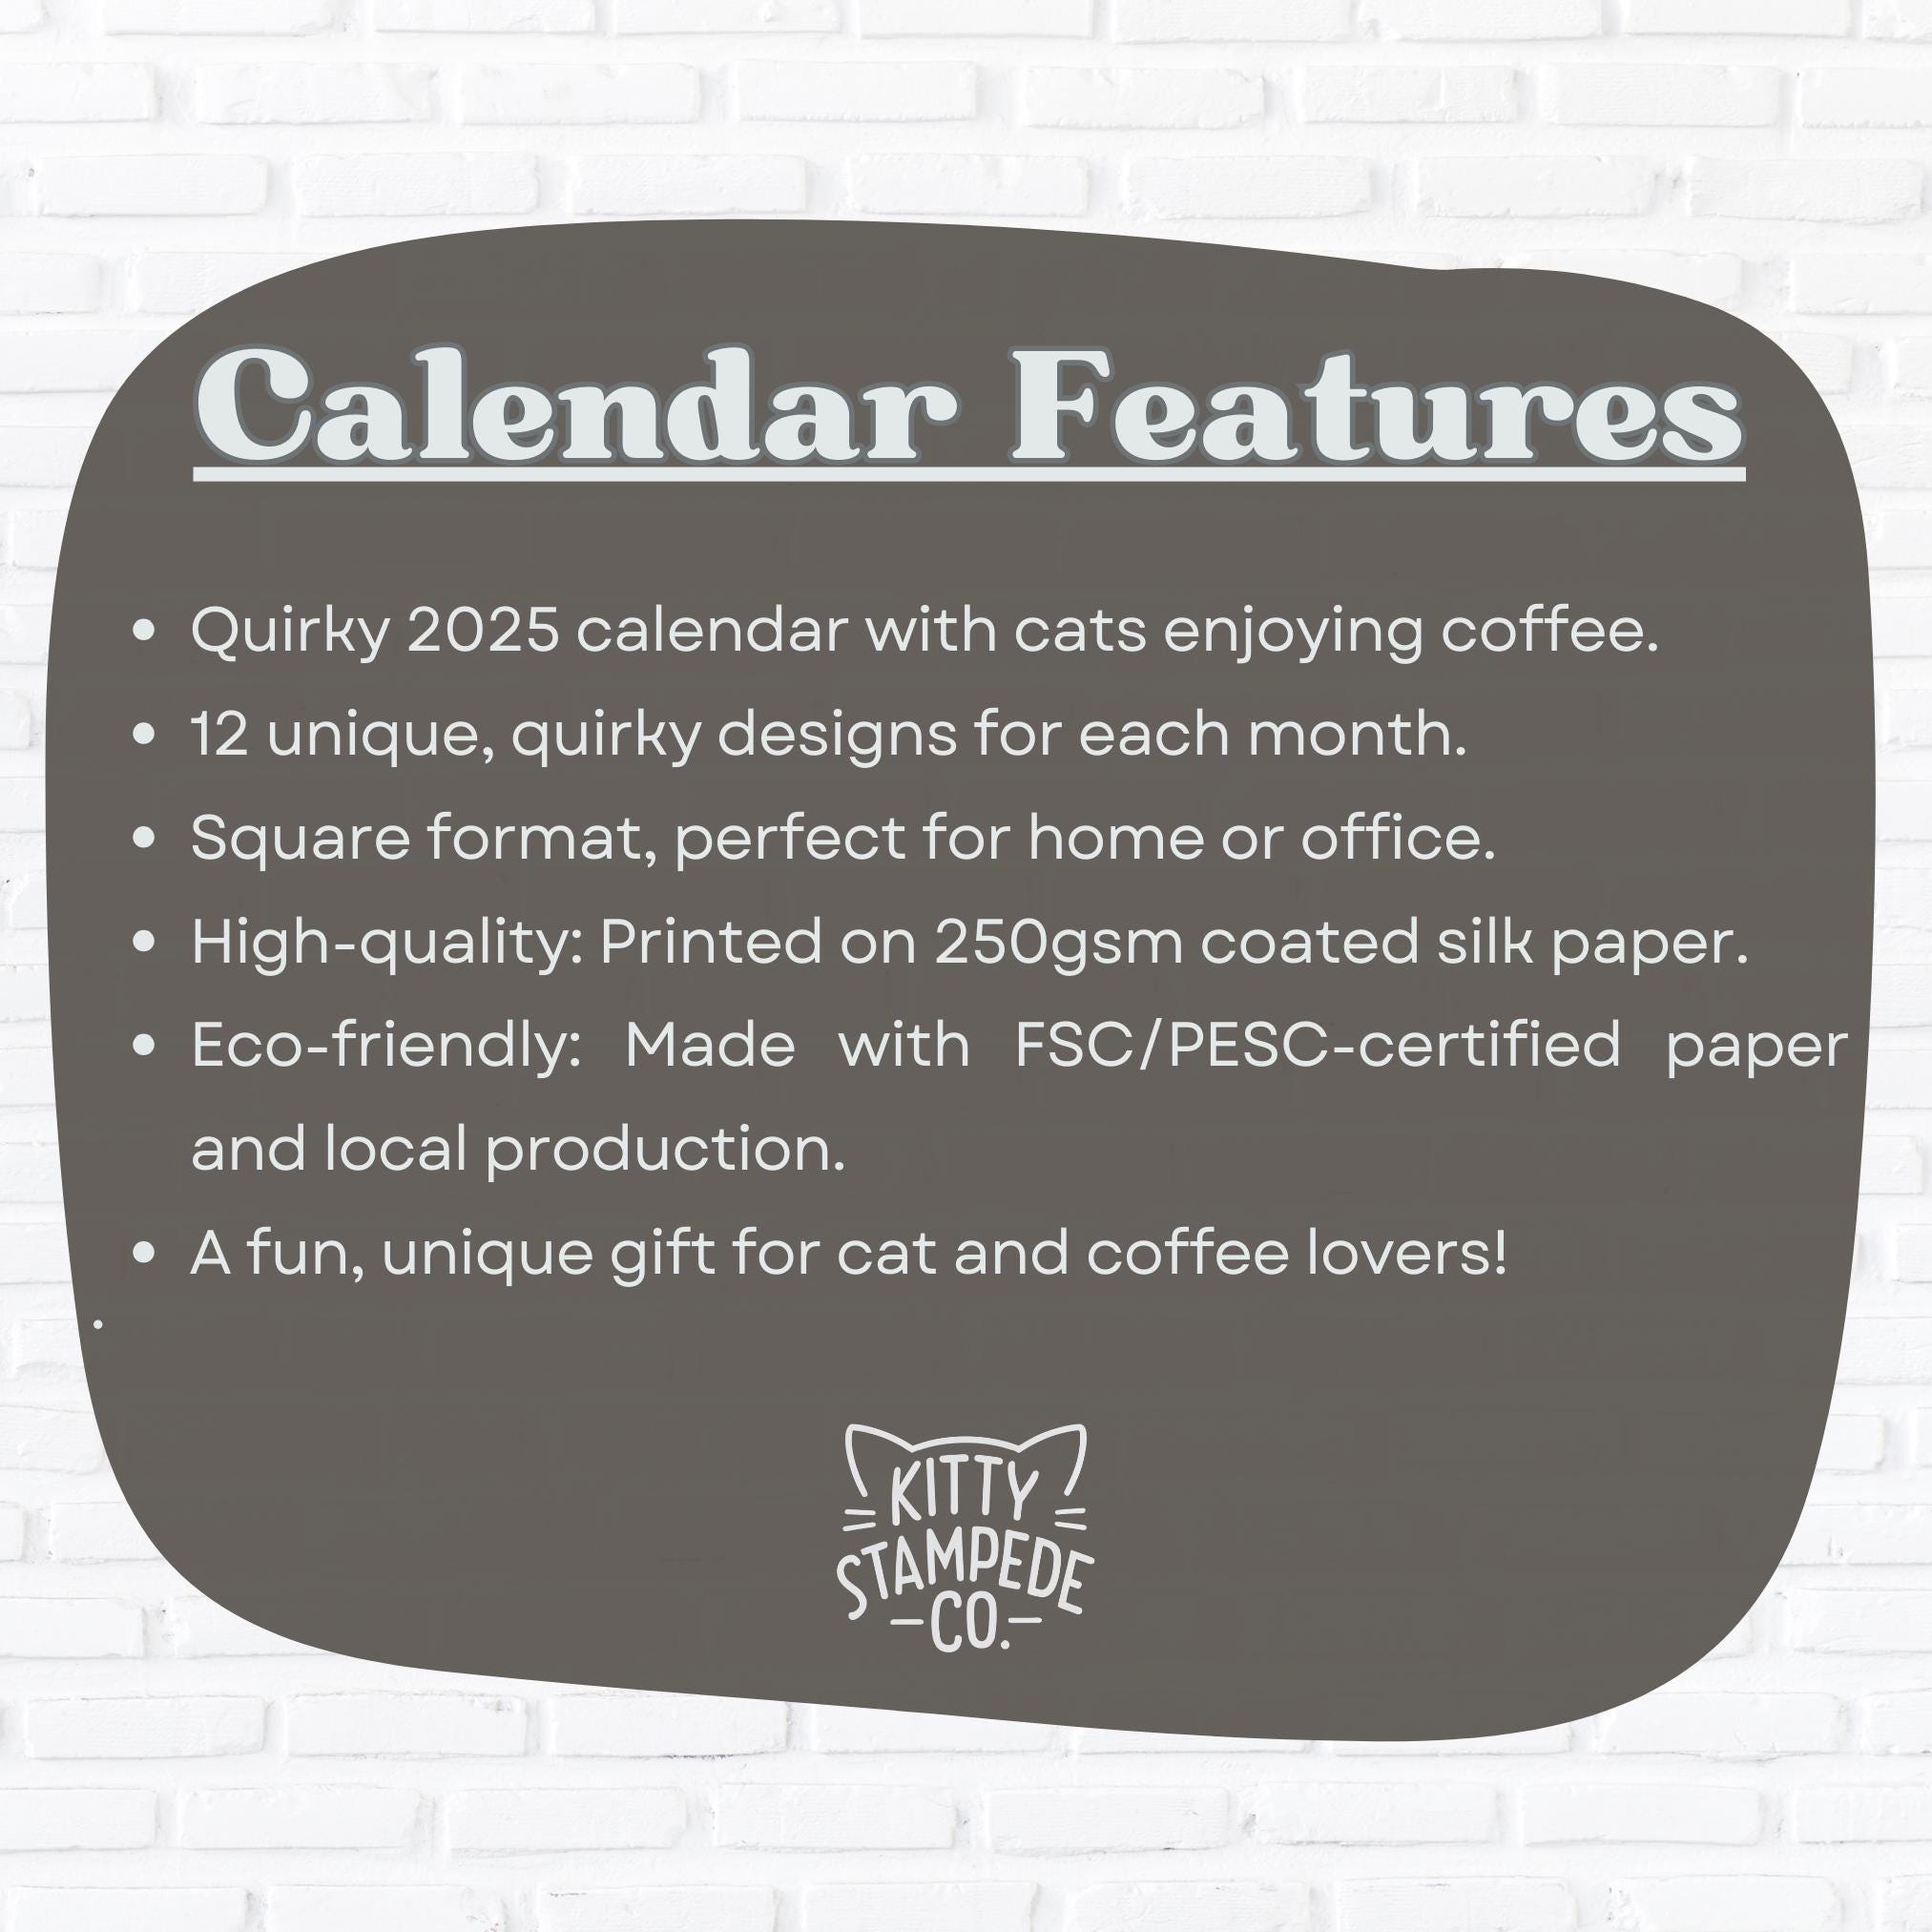 Calendar Features
• Quirky 2025 calendar with cats enjoying coffee.
• 12 unique, quirky designs for each month.
• Square format, perfect for home or office.
• High-quality: Printed on 250gsm coated silk paper.
• Eco-friendly: Made with FSC/PESC-certified paper
and local production.
• A fun, unique gift for cat and coffee lovers!
.
KITTY
STAMPEDE
-CO.-